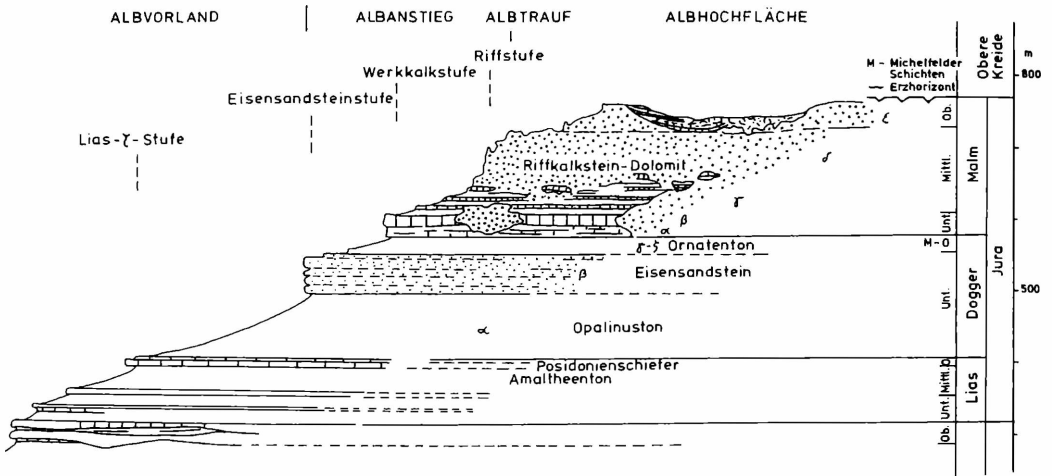 ALBVORLAND
ALBANSTIEG
ALBTRAUF
ALBHOCHFLÄCHE
Riffstufe
Werkkalkstufe
Eisensandsteinstufe
Lias-ζ-Stufe
M - Michelfelder
Schichten
Erzhorizont
Obere
Kreide
m
800
Ob.
ε
δ
Riffkalkstein-Dolomit
Mittl.
Malm
γ
β
α
Unt.
γ-ζ Ornatenton
M-O
Jura
β
Eisensandstein
Unt.
Dogger
500
α
Opalinuston
Posidonienschiefer
Amaltheenton
O
Mittl.
Unt.
Lias
Ob.